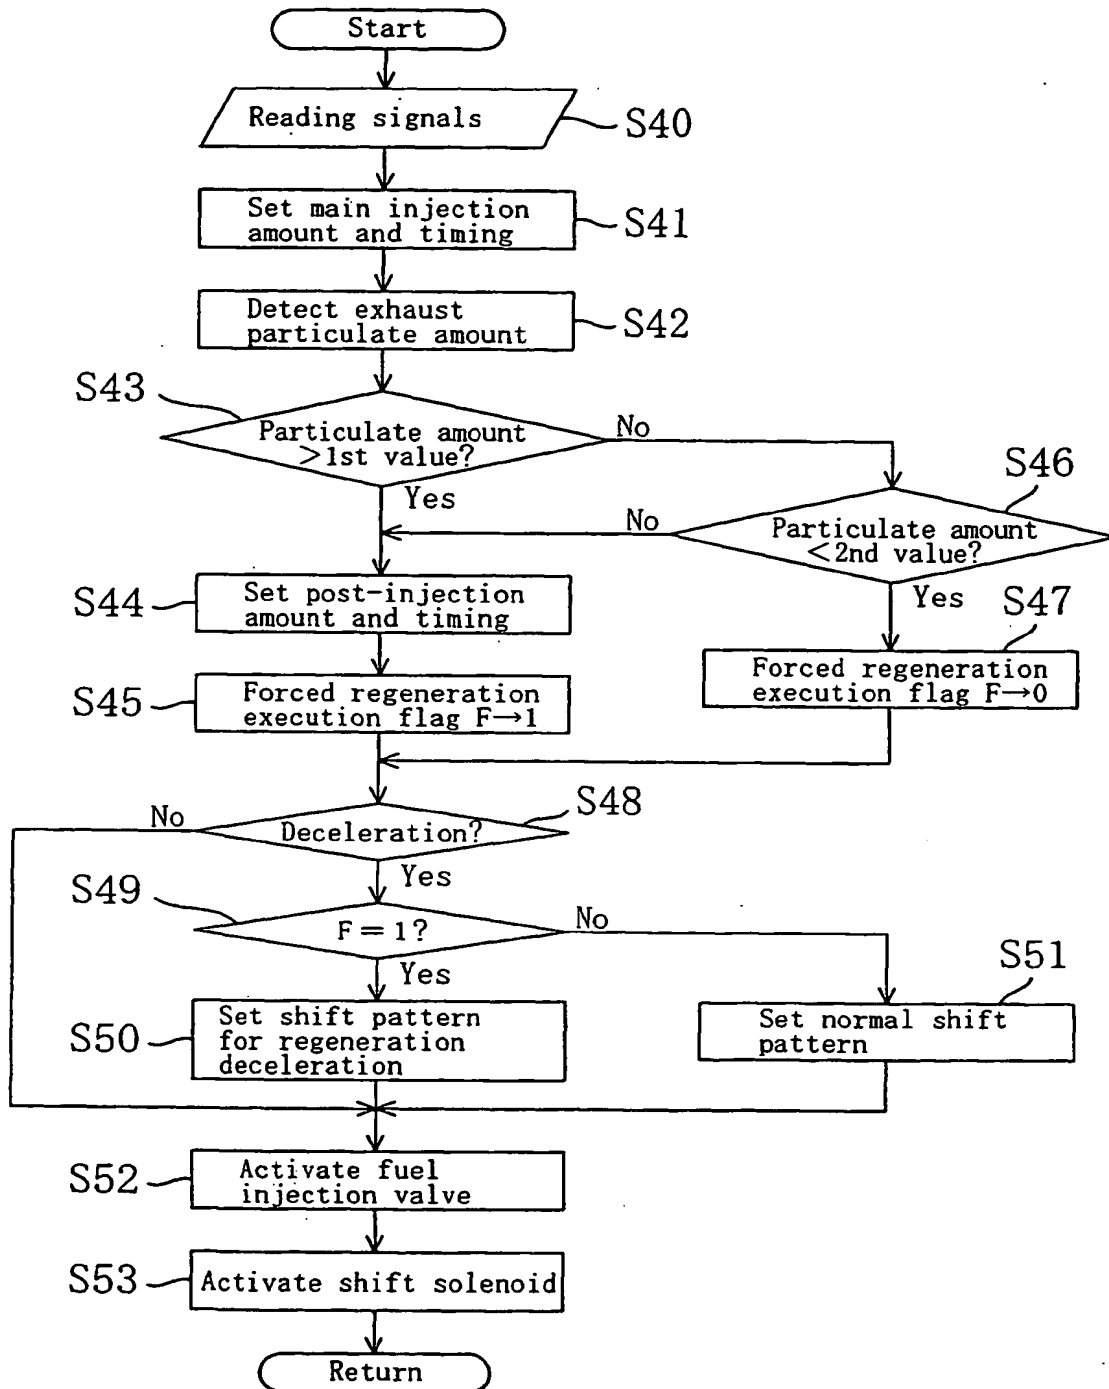 Start
Reading signals
S40
Set main injection
amount and timing
S41
Detect exhaust
particulate amount
S42
S43
Particulate amount
>1st value?
No
Yes
S46
Particulate amount
<2nd value?
No
Yes
S44
Set post-injection
amount and timing
S47
Forced regeneration
execution flag F→0
S45
Forced regeneration
execution flag F→1
S48
Deceleration?
No
Yes
S49
F=1?
No
Yes
S50
Set shift pattern
for regeneration
deceleration
S51
Set normal shift
pattern
S52
Activate fuel
injection valve
S53
Activate shift solenoid
Return